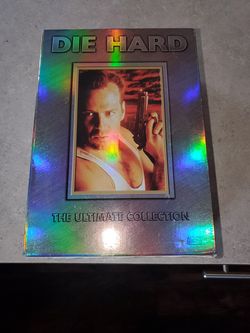 DIE HARD
THE ULTIMATE COLLECTION